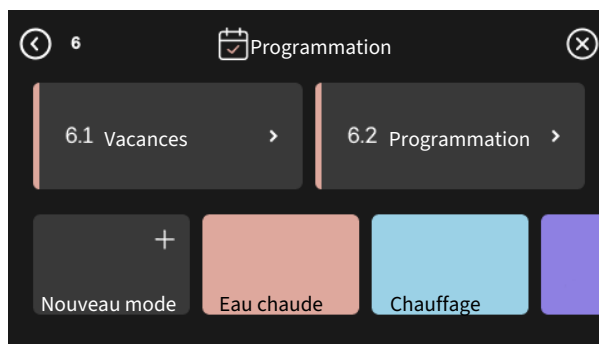 6 Programmation
6.1 Vacances 6.2 Programmation
Nouveau mode Eau chaude Chauffage